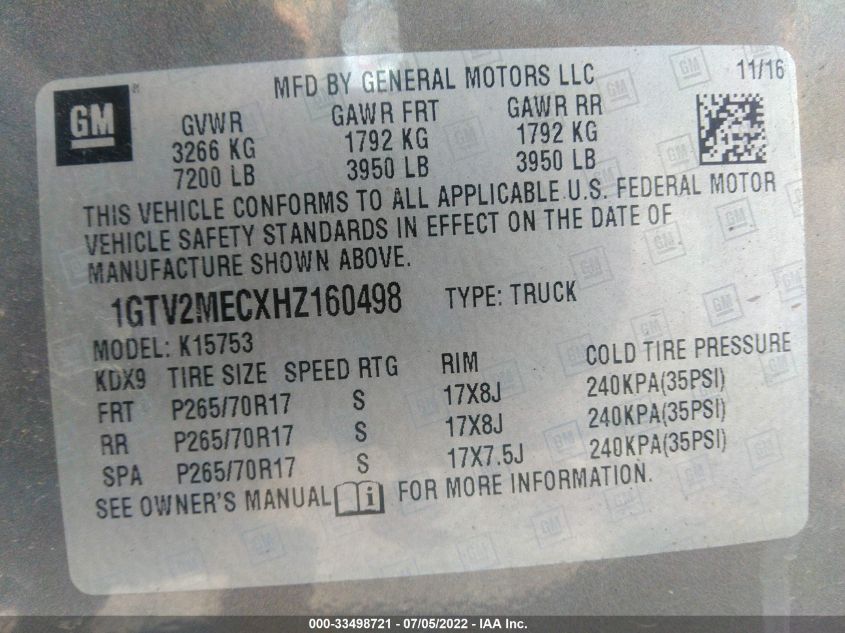 GM
MFD BY GENERAL MOTORS LLC 11/16
GVWR GAWR FRT GAWR RR
3266 KG 1792 KG 1792 KG
7200 LB 3950 LB 3950 LB
THIS VEHICLE CONFORMS TO ALL APPLICABLE U.S. FEDERAL MOTOR
VEHICLE SAFETY STANDARDS IN EFFECT ON THE DATE OF
MANUFACTURE SHOWN ABOVE.
1GTV2MECXHZ160498 TYPE: TRUCK
MODEL: K15753
KDX9 TIRE SIZE SPEED RTG RIM COLD TIRE PRESSURE
FRT P265/70R17 S 17X8J 240KPA(35PSI)
RR P265/70R17 S 17X8J 240KPA(35PSI)
SPA P265/70R17 S 17X7.5J 240KPA(35PSI)
SEE OWNER'S MANUAL i FOR MORE INFORMATION.
000-33498721 - 07/05/2022 - IAA Inc.